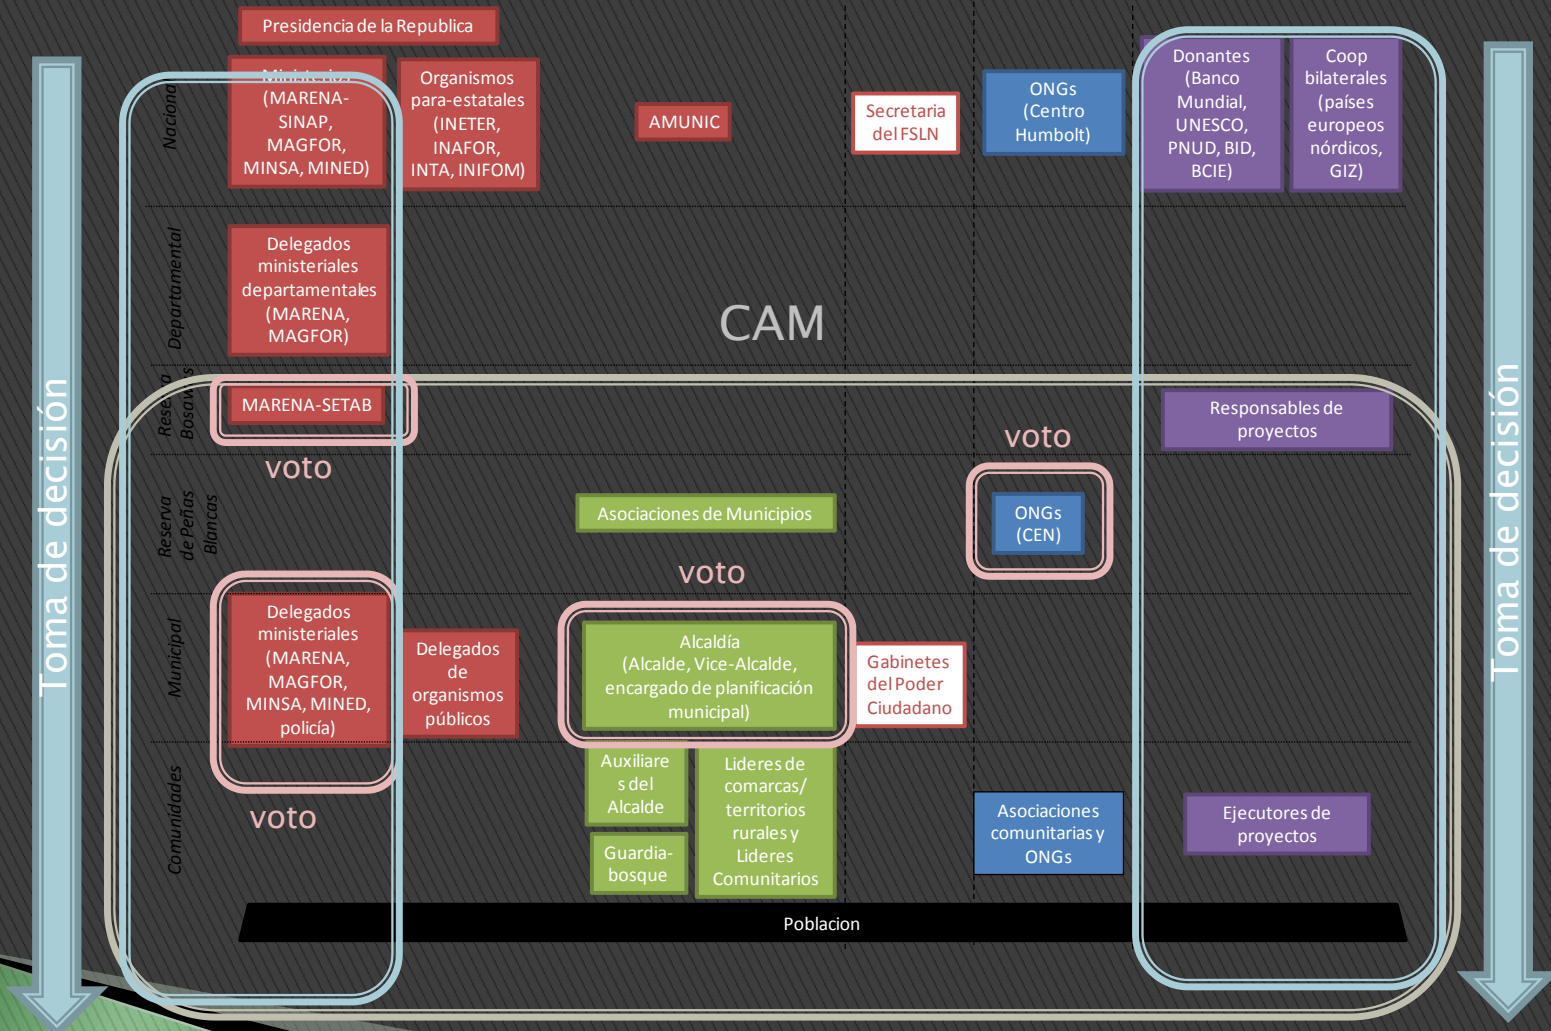 Presidencia de la Republica
Ministerios
(MARENA-
SINAP,
MAGFOR,
MINSA, MINED)
Organismos
para-estatales
(INETER,
INAFOR,
INTA, INIFOM)
AMUNIC
Secretaria
del FSLN
ONGs
(Centro
Humbolt)
Donantes
(Banco
Mundial,
UNESCO,
PNUD, BID,
BCIE)
Coop
bilaterales
(países
europeos
nórdicos,
GIZ)
Nacional
Departamental
Delegados
ministeriales
departamentales
(MARENA,
MAGFOR)
CAM
Reserva
Bosawas
MARENA-SETAB
voto
Responsables de
proyectos
voto
Reserva
de Peñas
Blancas
Asociaciones de Municipios
ONGs
(CEN)
voto
Municipal
Delegados
ministeriales
(MARENA,
MAGFOR,
MINSA, MINED,
policía)
Delegados
de
organismos
públicos
Alcaldía
(Alcalde, Vice-Alcalde,
encargado de planificación
municipal)
Gabinetes
del Poder
Ciudadano
voto
Comunidades
Auxiliare
s del
Alcalde
Guardia-
bosque
Lideres de
comarcas/
territorios
rurales y
Lideres
Comunitarios
Asociaciones
comunitarias y
ONGs
Ejecutores de
proyectos
Poblacion
Toma de decisión
Toma de decisión